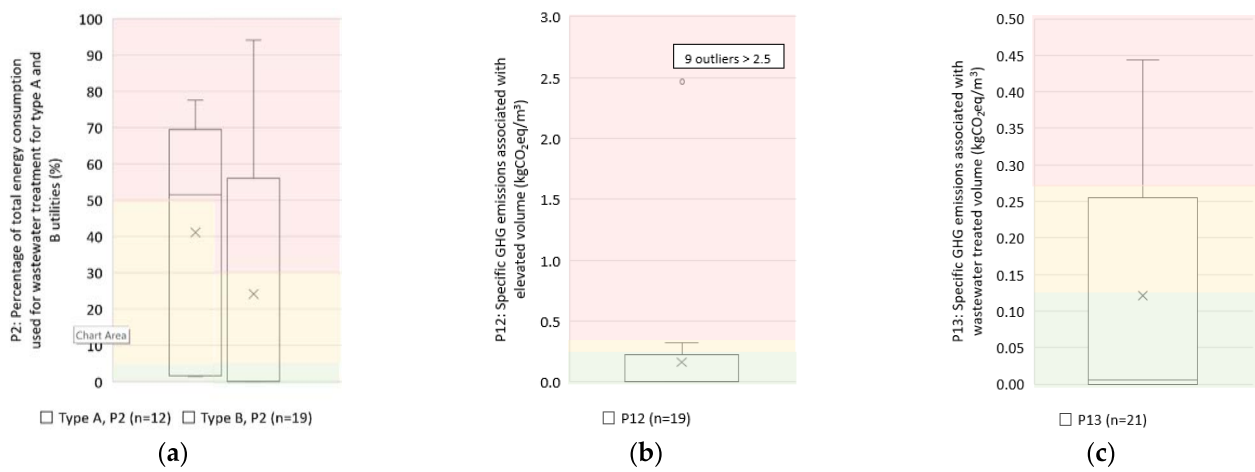 P2: Percentage of total energy consumption
used for wastewater treatment for type A and
B utilities (%)
100
90
80
70
60
50
40
30
20
10
0
Chart Area
Type A, P2 (n=12)
Type B, P2 (n=19)
(a)
P12: Specific GHG emissions associated with
elevated volume (kgCO₂eq/m³)
3.0
2.5
2.0
1.5
1.0
0.5
0.0
9 outliers > 2.5
P12 (n=19)
(b)
P13: Specific GHG emissions associated with
wastewater treated volume (kgCO₂eq/m³)
0.50
0.45
0.40
0.35
0.30
0.25
0.20
0.15
0.10
0.05
0.00
P13 (n=21)
(c)